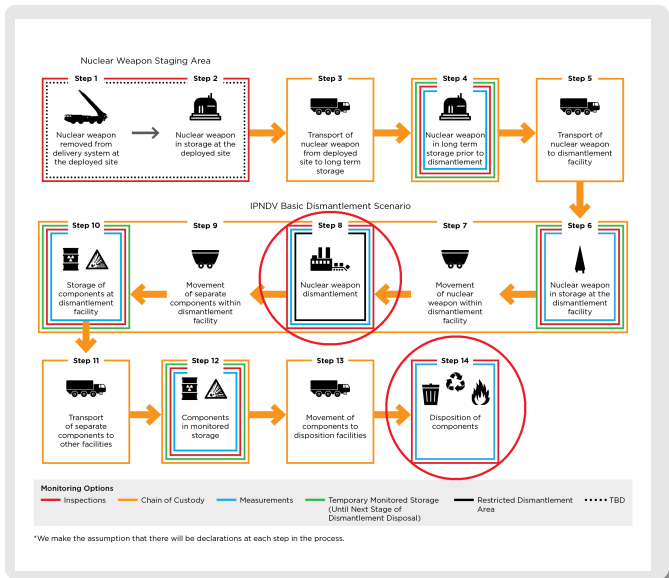 Nuclear Weapon Staging Area
Step 1
Nuclear weapon
removed from
delivery system at
the deployed site
Step 2
Nuclear weapon
in storage at the
deployed site
Step 3
Transport of
nuclear weapon
from deployed
site to long term
storage
Step 4
Nuclear weapon
in long term
storage prior to
dismantlement
Step 5
Transport of
nuclear weapon
to dismantlement
facility
IPNDV Basic Dismantlement Scenario
Step 10
Storage of
components at
dismantlement
facility
Step 9
Movement
of separate
components within
dismantlement
facility
Step 8
Nuclear weapon
dismantlement
Step 7
Movement
of nuclear
weapon within
dismantlement
facility
Step 6
Nuclear weapon
in storage at the
dismantlement
facility
Step 11
Transport
of separate
components to
other facilities
Step 12
Components
in monitored
storage
Step 13
Movement of
components to
disposition facilities
Step 14
Disposition of
components
Monitoring Options
Inspections
Chain of Custody
Measurements
Temporary Monitored Storage
(Until Next Stage of
Dismantlement Disposal)
Restricted Dismantlement
Area
TBD
*We make the assumption that there will be declarations at each step in the process.